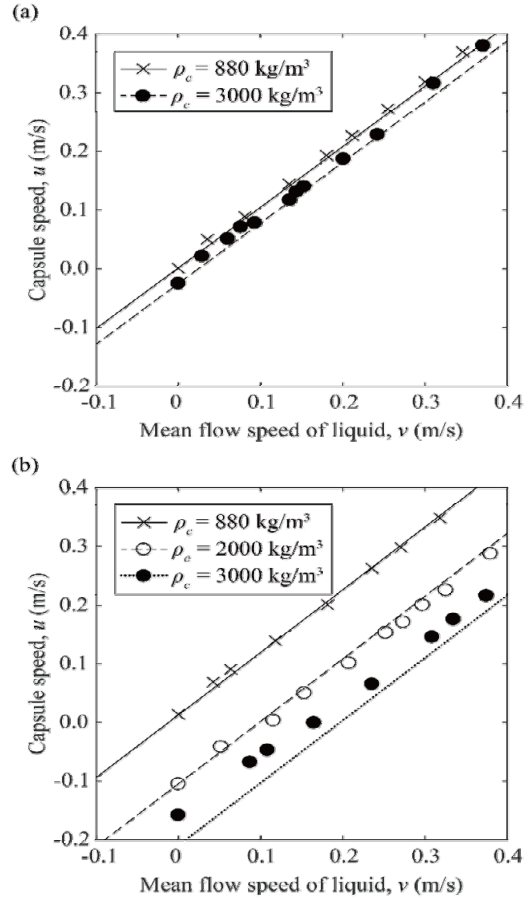 (a)
0.4
0.3
0.2
0.1
0.0
-0.1
-0.2
Capsule speed, u (m/s)
ρc = 880 kg/m³
ρc = 3000 kg/m³
-0.1 0 0.1 0.2 0.3 0.4
Mean flow speed of liquid, v (m/s)
(b)
0.4
0.3
0.2
0.1
0.0
-0.1
-0.2
Capsule speed, u (m/s)
ρc = 880 kg/m³
ρc = 2000 kg/m³
ρc = 3000 kg/m³
-0.1 0 0.1 0.2 0.3 0.4
Mean flow speed of liquid, v (m/s)